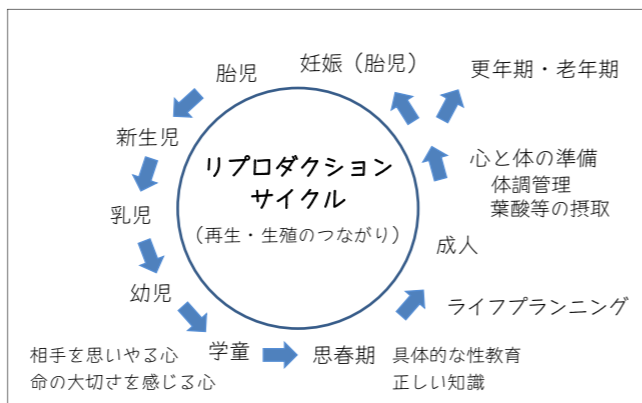 妊娠（胎児）
更年期・老年期
胎児
新生児
乳児
幼児
学童
思春期
成人
リプロダクション
サイクル
（再生・生殖のつながり）
心と体の準備
体調管理
葉酸等の摂取
ライフプランニング
相手を思いやる心
命の大切さを感じる心
具体的な性教育
正しい知識